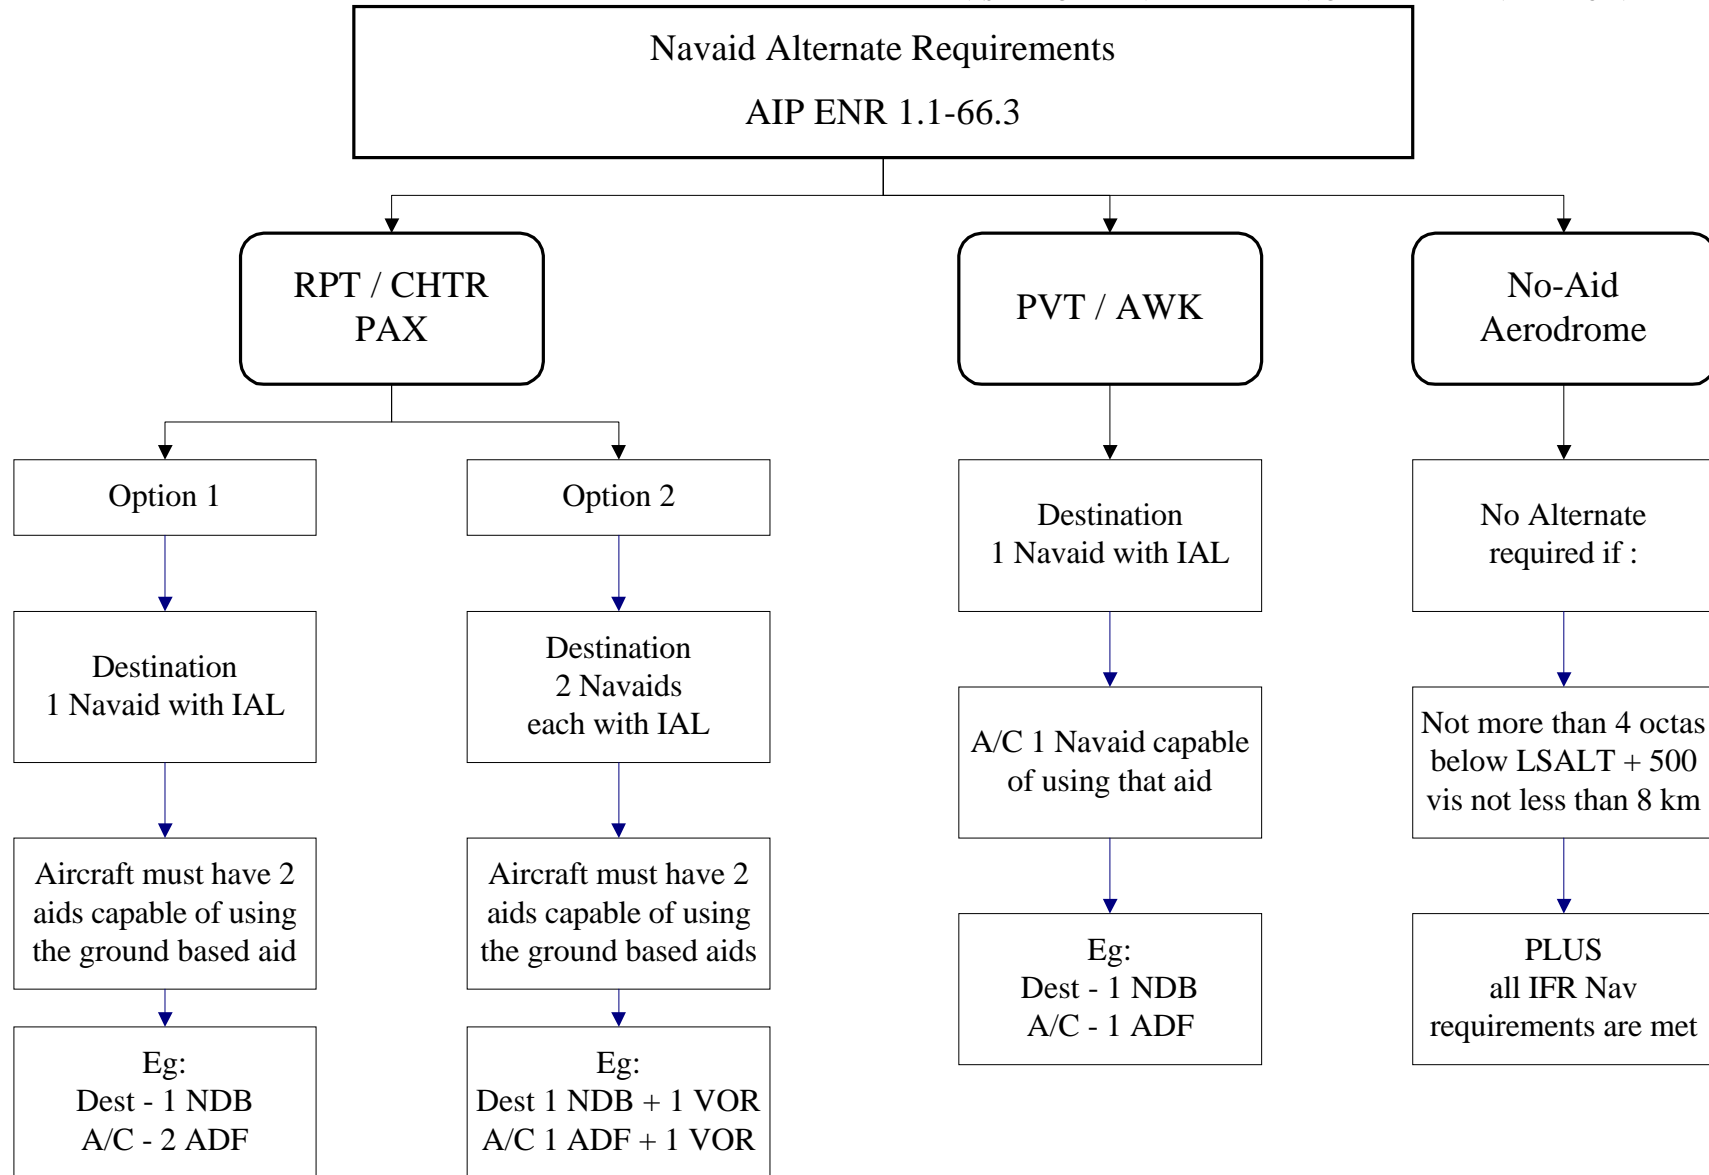 Navaid Alternate Requirements
AIP ENR 1.1-66.3
RPT / CHTR
PAX
PVT / AWK
No-Aid
Aerodrome
Option 1
Option 2
Destination
1 Navaid with IAL
No Alternate
required if :
Destination
1 Navaid with IAL
Destination
2 Navaids
each with IAL
A/C 1 Navaid capable
of using that aid
Not more than 4 octas
below LSALT + 500
vis not less than 8 km
Aircraft must have 2
aids capable of using
the ground based aid
Aircraft must have 2
aids capable of using
the ground based aids
Eg:
Dest - 1 NDB
A/C - 1 ADF
PLUS
all IFR Nav
requirements are met
Eg:
Dest - 1 NDB
A/C - 2 ADF
Eg:
Dest 1 NDB + 1 VOR
A/C 1 ADF + 1 VOR